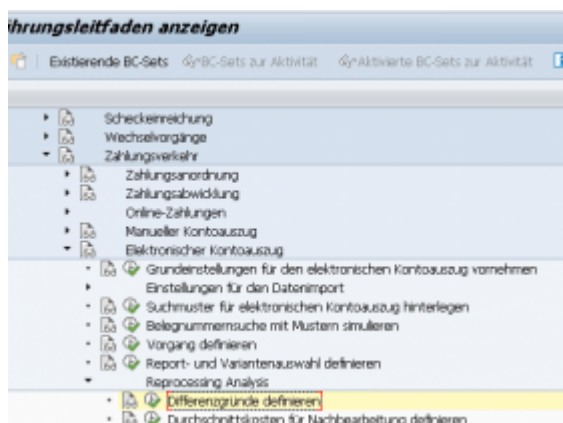 ihrungsleitfaden anzeigen
Existierende BC-Sets BC-Sets zur Aktivität Aktivierte BC-Sets zur Aktivität
Scheckeinreichung
Wechselvorgänge
Zahlungsverkehr
Zahlungsanordnung
Zahlungsabwicklung
Online-Zahlungen
Manueller Kontoauszug
Elektronischer Kontoauszug
Grundeinstellungen für den elektronischen Kontoauszug vornehmen
Einstellungen für den Datenimport
Suchmuster für elektronischen Kontoauszug hinterlegen
Belegnummernsuche mit Mustern simulieren
Vorgang definieren
Report- und Variantenauswahl definieren
Reprocessing Analysis
Differenzgründe definieren
Durchschnittskosten für Nachbearbeitung definieren